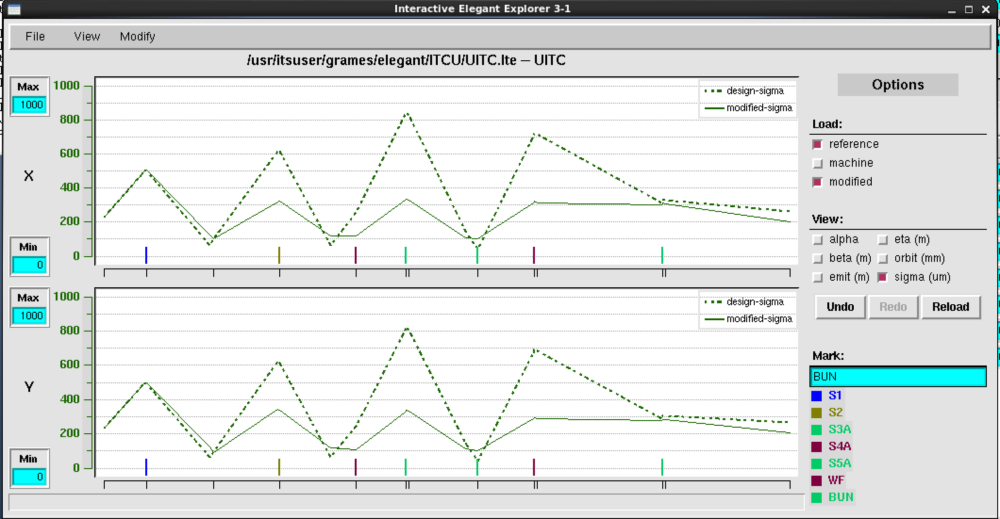 Interactive Elegant Explorer 3-1
File View Modify
/usr/itsuser/grames/elegant/ITCU/UITC.lte – UITC
Max
1000
1000
800
600
400
200
0
X
Min
0
design-sigma
modified-sigma
Max
1000
1000
800
600
400
200
0
Y
Min
0
design-sigma
modified-sigma
Options
Load:
reference
machine
modified
View:
alpha eta (m)
beta (m) orbit (mm)
emit (m) sigma (um)
Undo Redo Reload
Mark:
BUN
S1
S2
S3A
S4A
S5A
WF
BUN